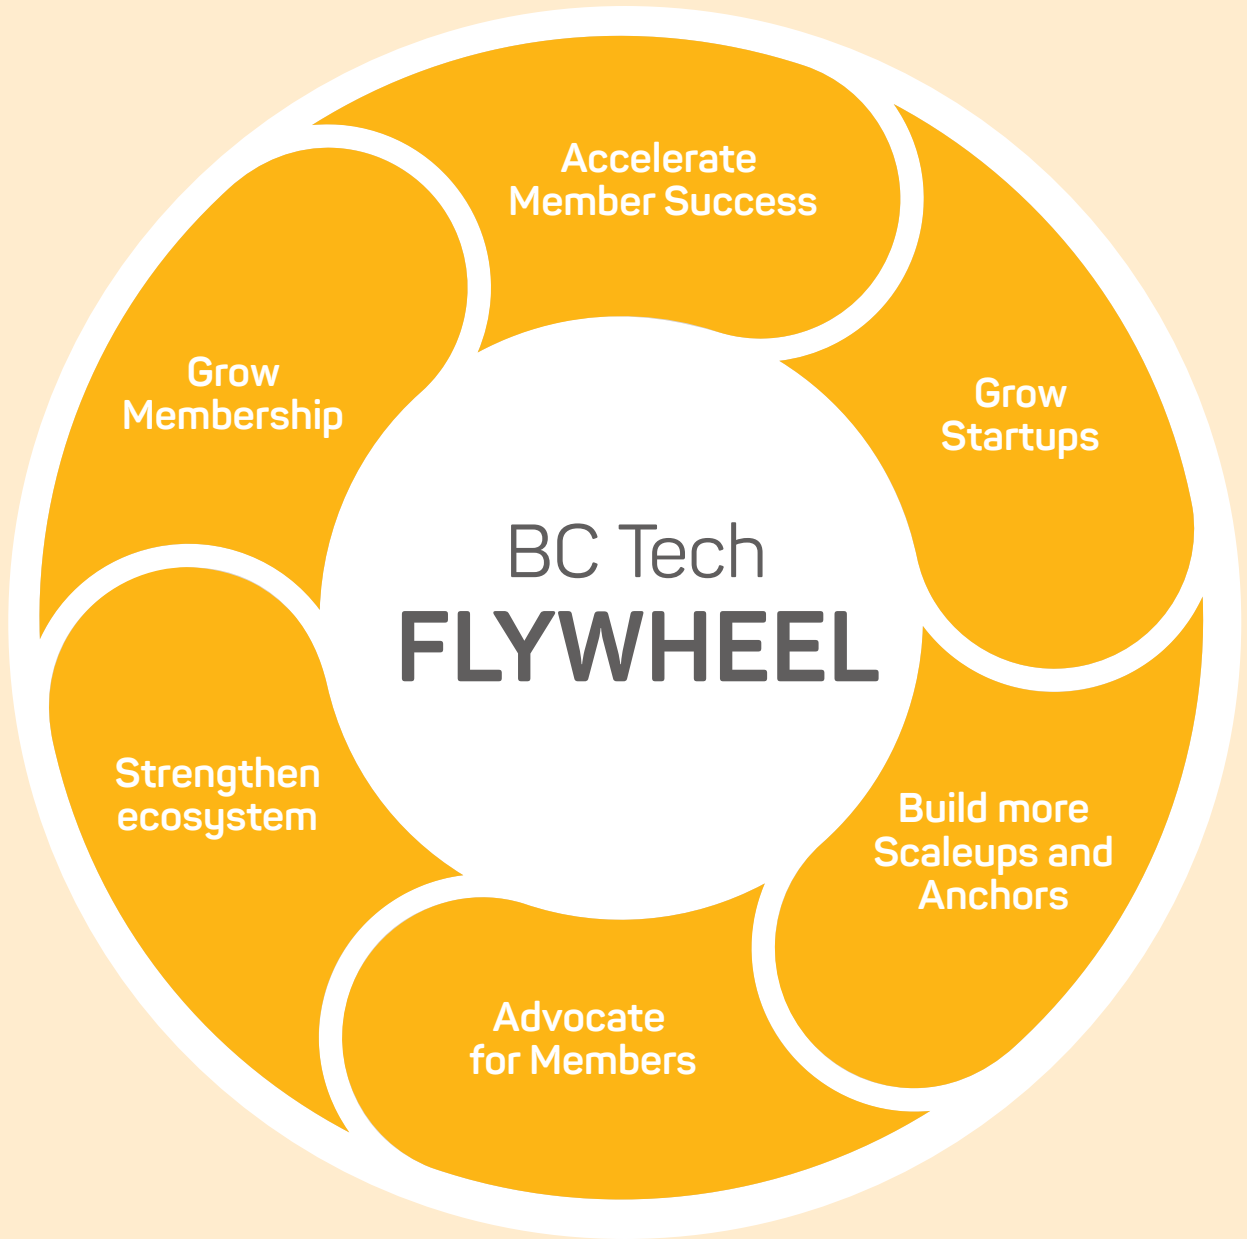 Accelerate
Member Success
Grow
Startups
Build more
Scaleups and
Anchors
Advocate
for Members
Strengthen
ecosystem
Grow
Membership
BC Tech
FLYWHEEL